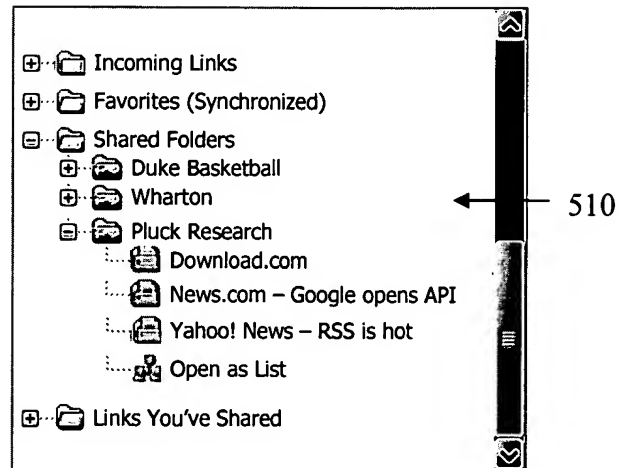 Incoming Links
Favorites (Synchronized)
Shared Folders
Duke Basketball
Wharton
510
Pluck Research
Download.com
News.com – Google opens API
Yahoo! News – RSS is hot
Open as List
Links You've Shared